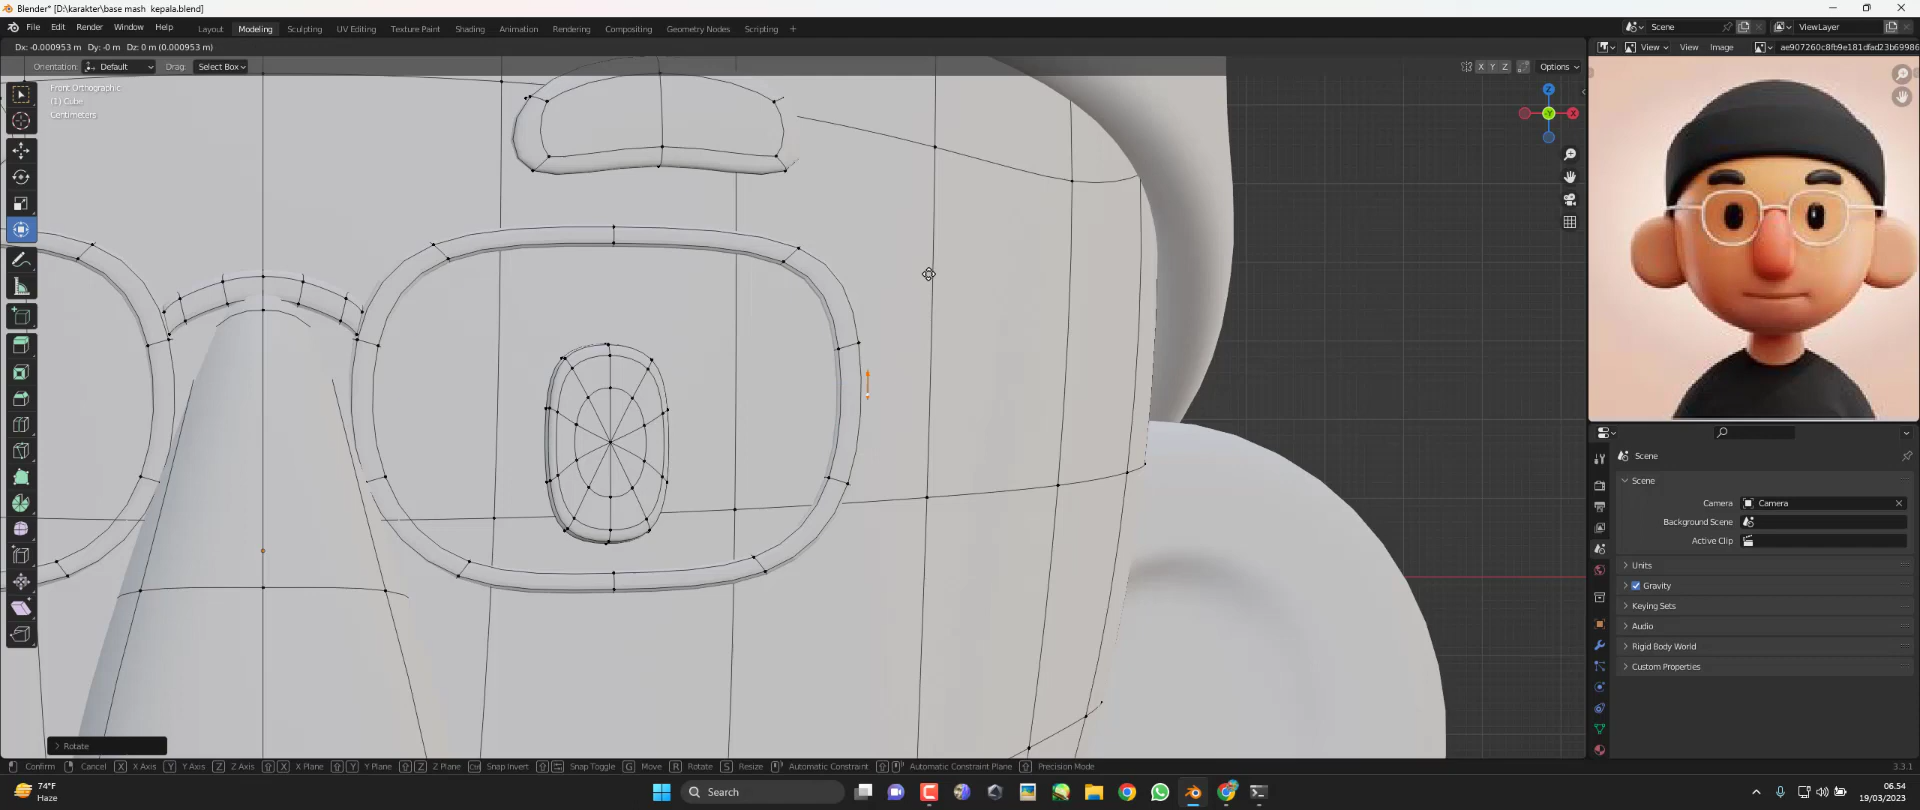 Blender* [D:\karakter\base mash  kepala.blend]
File Edit Render Window Help
Layout Modeling Sculpting UV Editing Texture Paint Shading Animation Rendering Compositing Geometry Nodes Scripting +
Scene ViewLayer
Dx: -0.000953 m  Dy: -0 m  Dz: 0 m (0.000953 m)
View View Image ae907260c8fb9e181dfad23b69986
Orientation: Default Drag: Select Box
X Y Z Options
Front Orthographic
(1) Cube
Centimeters
Z
Y X
Scene
Scene
Camera Camera
Background Scene
Active Clip
Units
Gravity
Keying Sets
Audio
Rigid Body World
Custom Properties
Rotate
Confirm Cancel X X Axis Y Y Axis Z Z Axis X X Plane Y Y Plane Z Z Plane Snap Invert Snap Toggle G Move R Rotate S Resize Automatic Constraint Automatic Constraint Plane Precision Mode
3.3.1
74°F
Haze
Search
06.54
19/03/2023